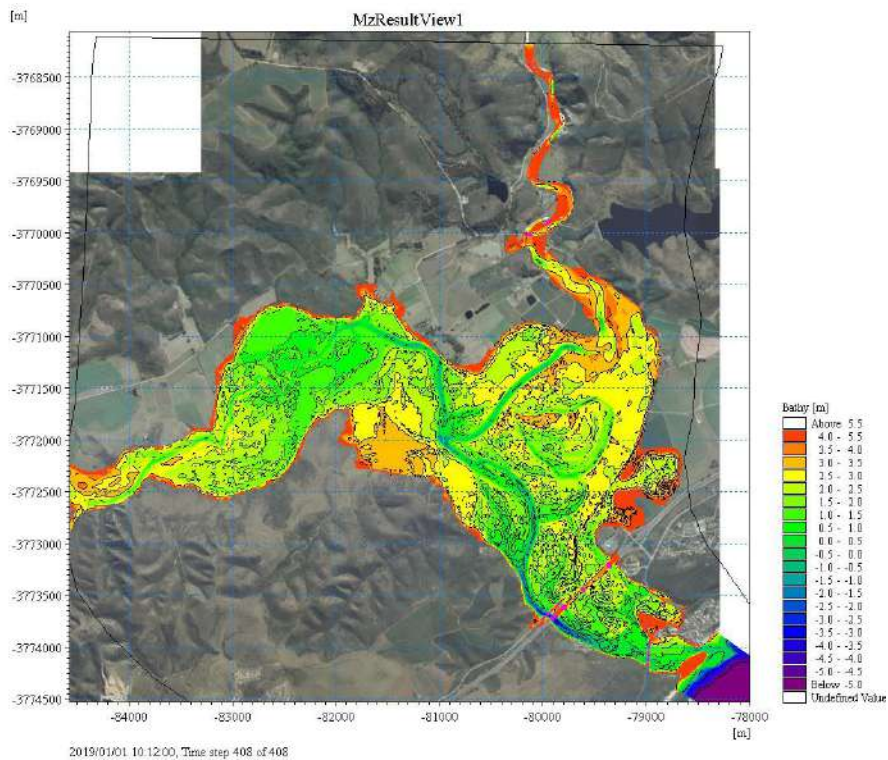 [m]
MzResultView1
-3768500
-3769000
-3769500
-3770000
-3770500
-3771000
-3771500
-3772000
-3772500
-3773000
-3773500
-3774000
-3774500
-84000
-83000
-82000
-81000
-80000
-79000
-78000
[m]
Bathy [m]
Above 5.5
4.0 - 5.5
3.5 - 4.0
3.0 - 3.5
2.5 - 3.0
2.0 - 2.5
1.5 - 2.0
1.0 - 1.5
0.5 - 1.0
0.0 - 0.5
-0.5 - 0.0
-1.5 - -1.0
-2.0 - -1.5
-2.5 - -2.0
-3.0 - -2.5
-3.5 - -3.0
-4.0 - -3.5
-4.5 - -4.0
-5.0 - -4.5
Below -5.0
Undefined Value
2019/01/01 10:12:00, Time step 408 of 408